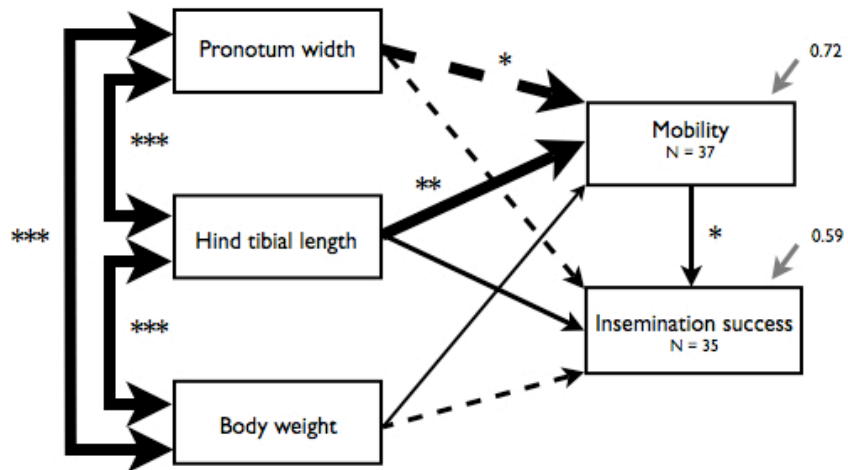 Pronotum width
*
0.72
Mobility
N = 37
***
**
Hind tibial length
***
*
0.59
***
Insemination success
N = 35
Body weight